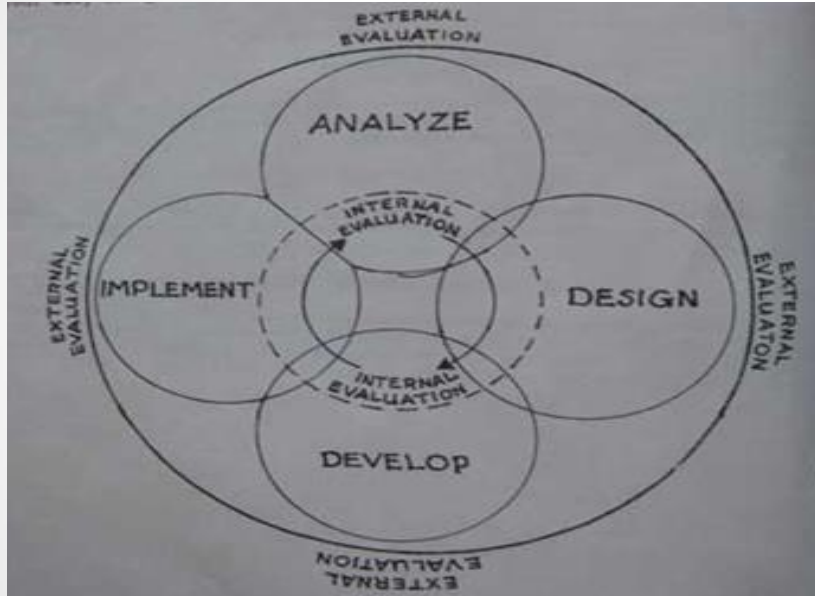 EXTERNAL
EVALUATION
ANALYZE
INTERNAL
EVALUATION
EXTERNAL
EVALUATION
IMPLEMENT
DESIGN
EXTERNAL
EVALUATON
INTERNAL
EVALUATION
DEVELOP
EXTERNAL
EVALUATION